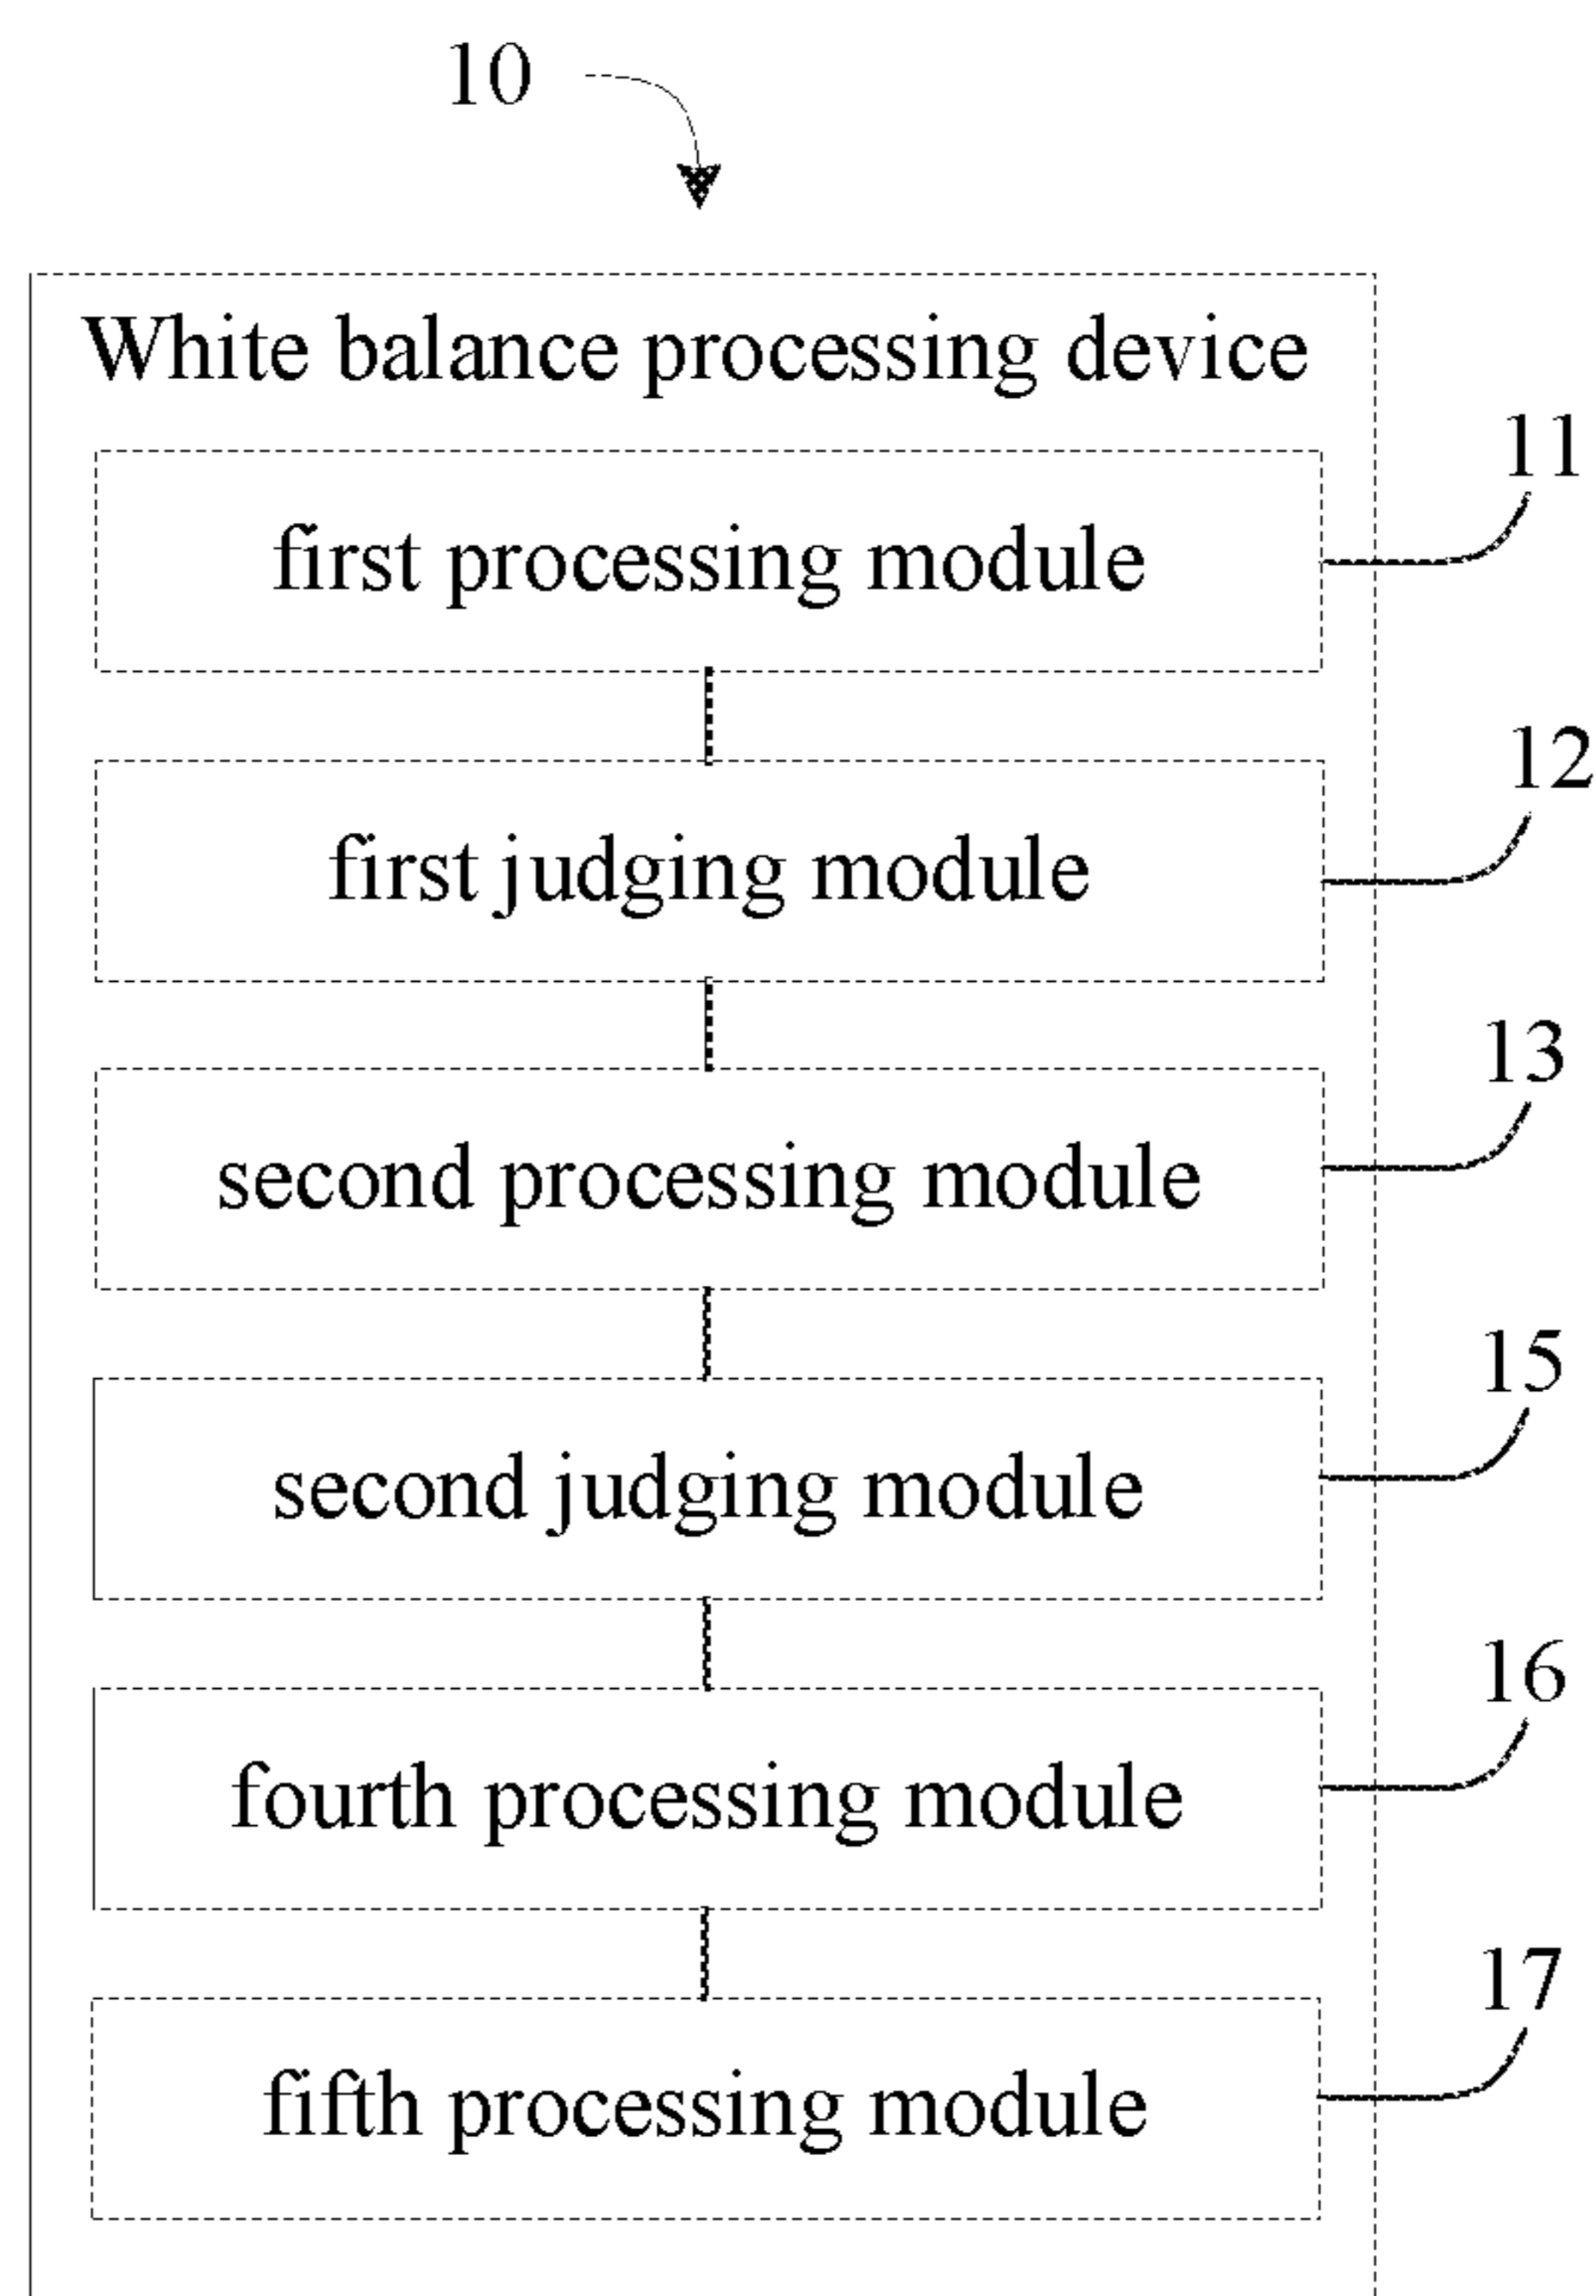 10
White balance processing device
11
first processing module
12
first judging module
13
second processing module
15
second judging module
16
fourth processing module
17
fifth processing module